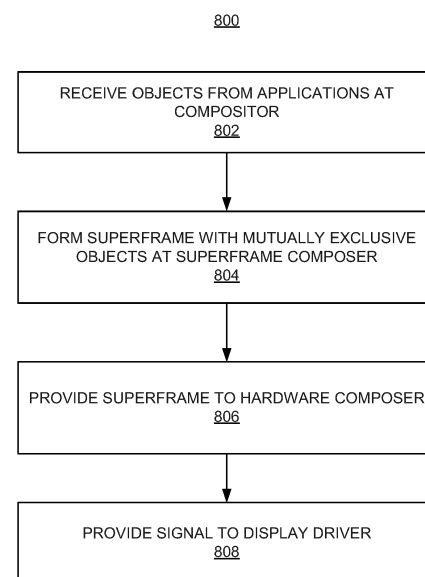 800
RECEIVE OBJECTS FROM APPLICATIONS AT
COMPOSITOR
802
FORM SUPERFRAME WITH MUTUALLY EXCLUSIVE
OBJECTS AT SUPERFRAME COMPOSER
804
PROVIDE SUPERFRAME TO HARDWARE COMPOSER
806
PROVIDE SIGNAL TO DISPLAY DRIVER
808